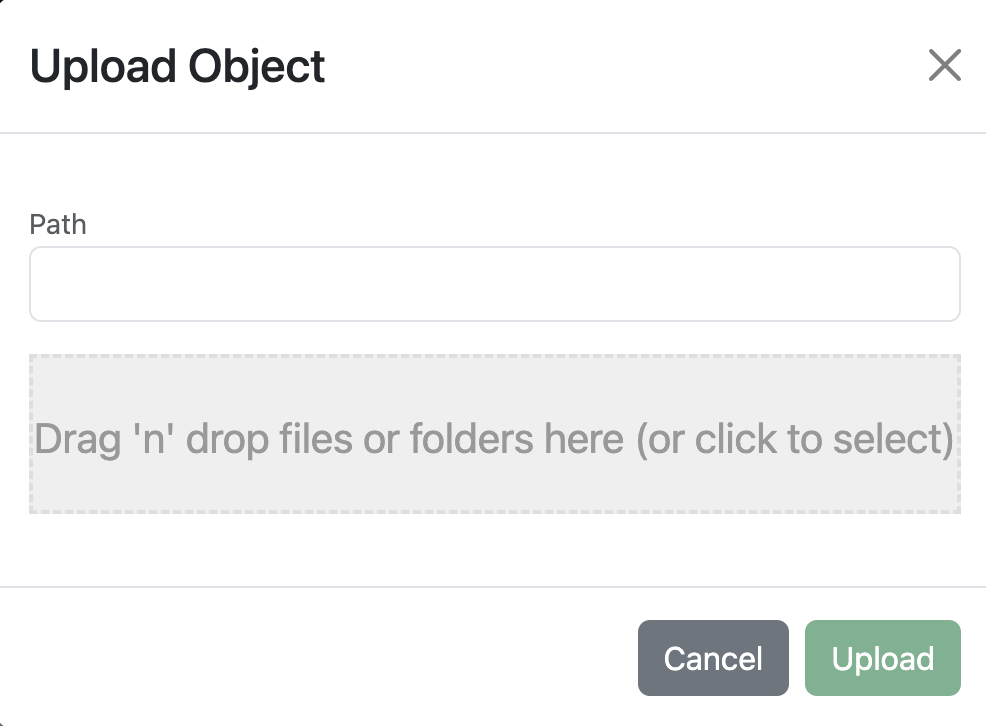 Upload Object
Path
Drag 'n' drop files or folders here (or click to select)
Cancel
Upload